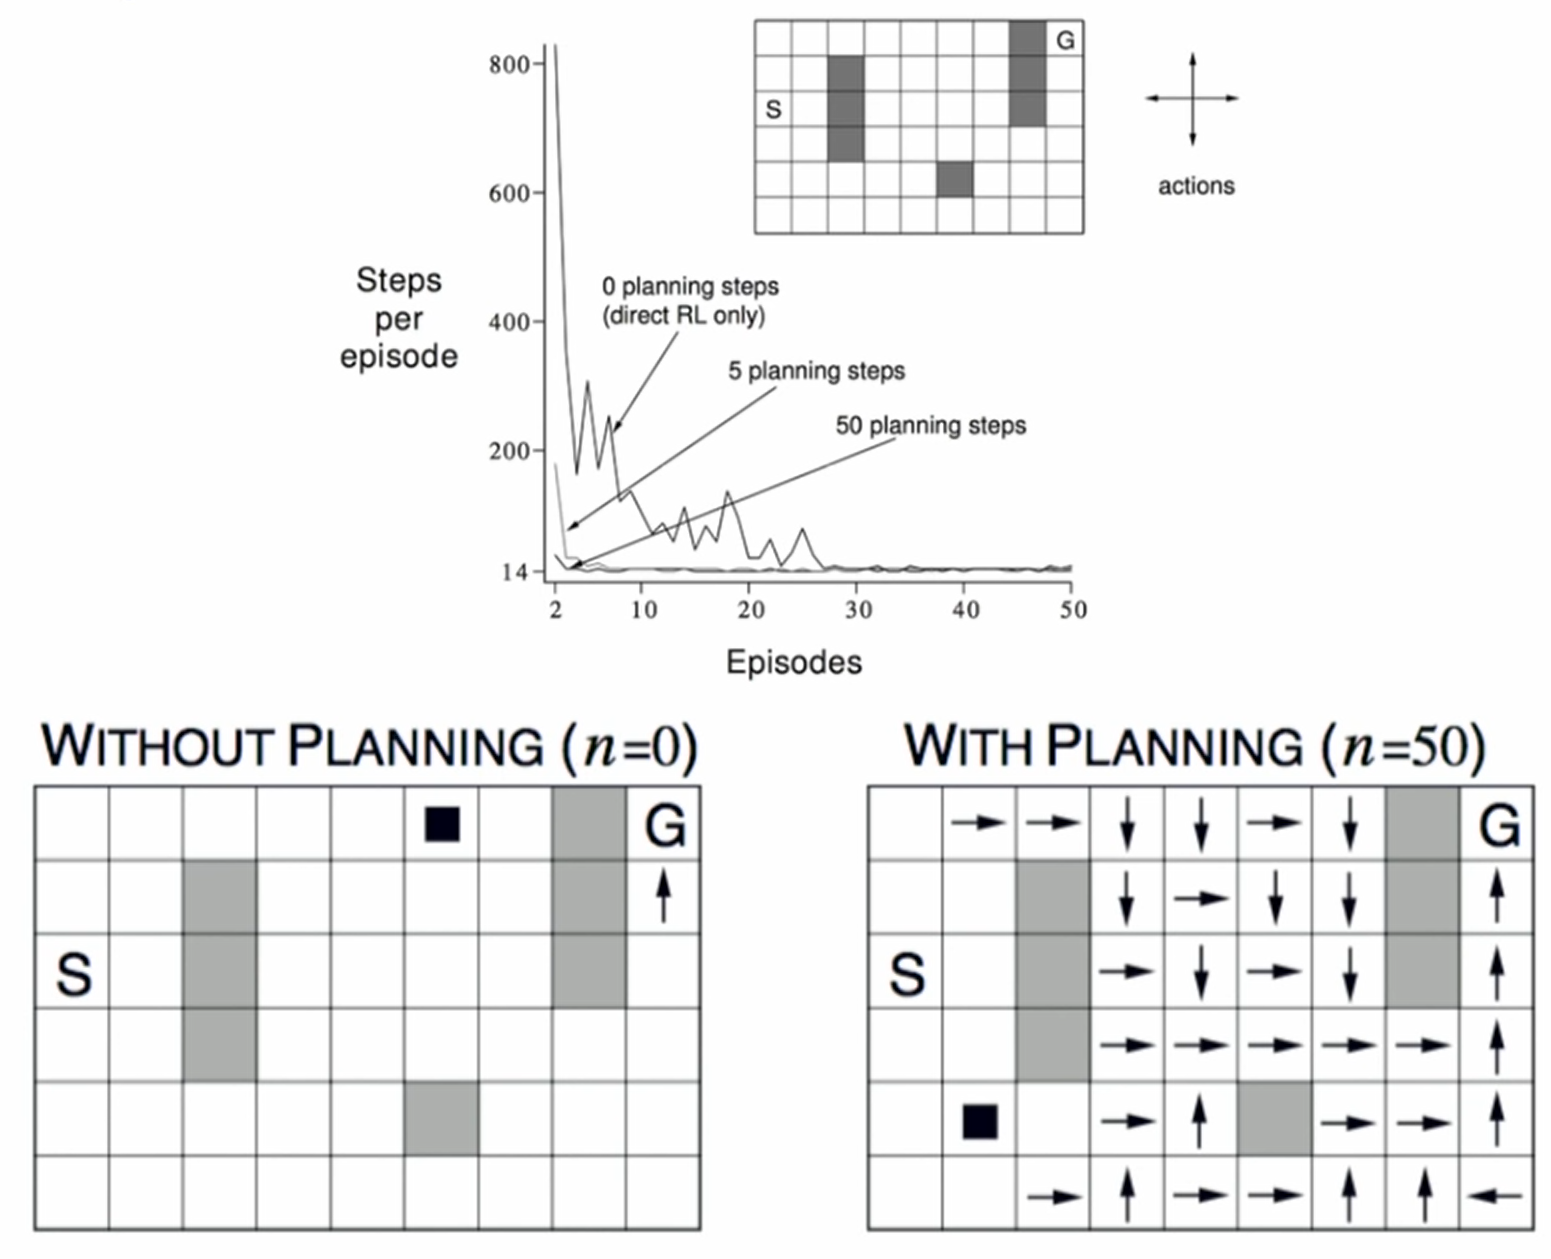 800
600
400
200
14
2
10
20
30
40
50
Steps
per
episode
Episodes
0 planning steps
(direct RL only)
5 planning steps
50 planning steps
G
S
actions
WITHOUT PLANNING (n=0)
G
S
WITH PLANNING (n=50)
G
S